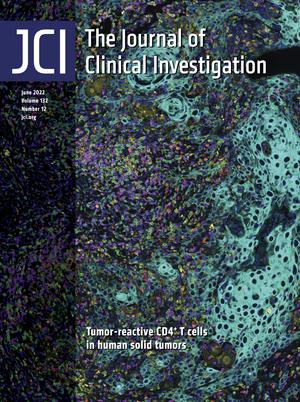 JCI
The Journal of
Clinical Investigation
June 2022
Volume 132
Number 12
jci.org
Tumor-reactive CD4⁺ T cells
in human solid tumors